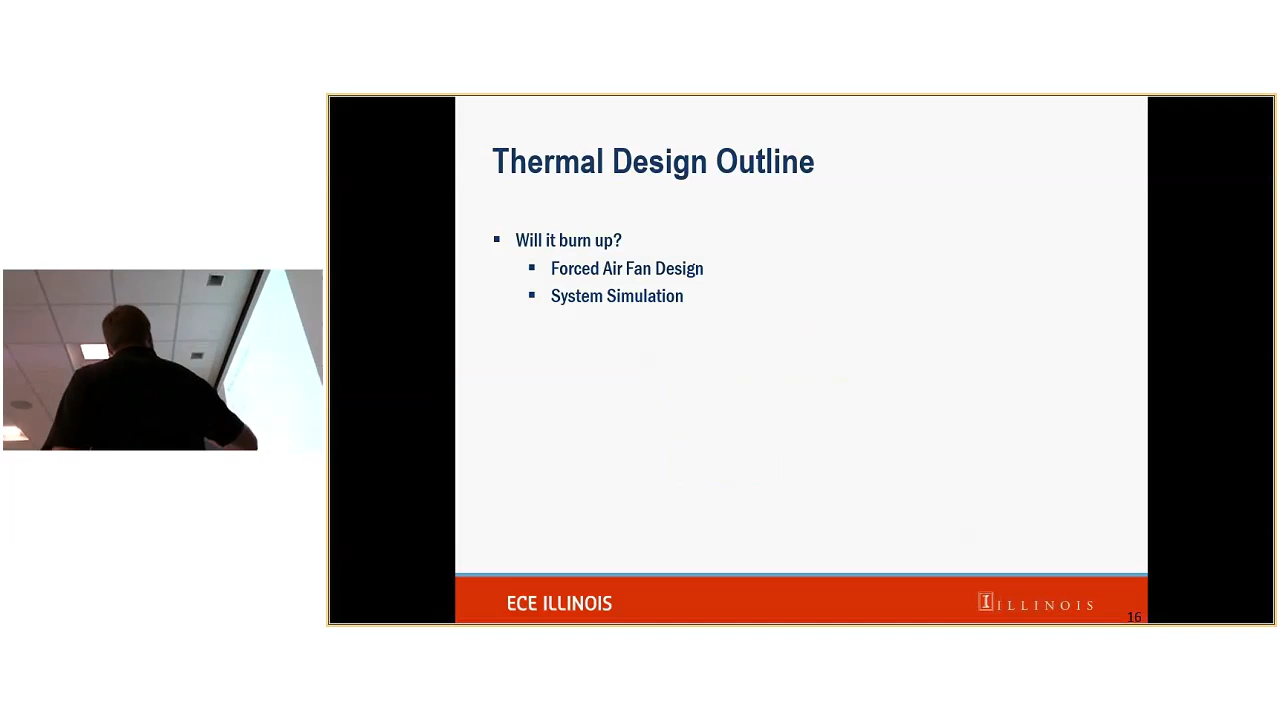 Thermal Design Outline
Will it burn up?
Forced Air Fan Design
System Simulation
ECE ILLINOIS
I ILLINOIS
16